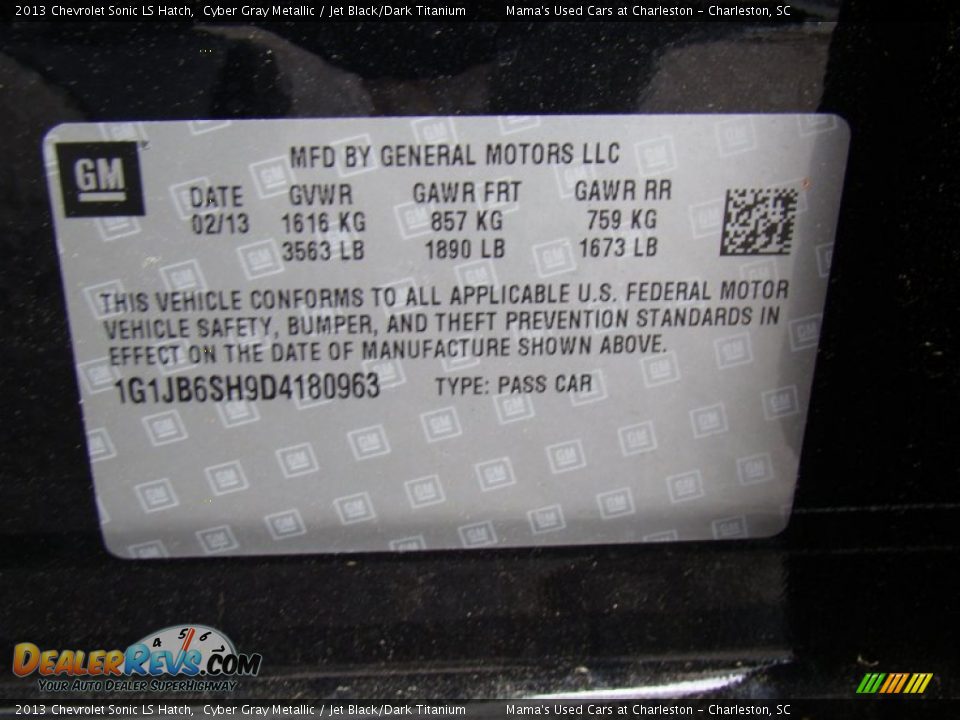 2013 Chevrolet Sonic LS Hatch,  Cyber Gray Metallic / Jet Black/Dark Titanium    Mama's Used Cars at Charleston - Charleston, SC
GM
MFD BY GENERAL MOTORS LLC
DATE GVWR GAWR FRT GAWR RR
02/13 1616 KG 857 KG 759 KG
3563 LB 1890 LB 1673 LB
THIS VEHICLE CONFORMS TO ALL APPLICABLE U.S. FEDERAL MOTOR
VEHICLE SAFETY, BUMPER, AND THEFT PREVENTION STANDARDS IN
EFFECT ON THE DATE OF MANUFACTURE SHOWN ABOVE.
1G1JB6SH9D4180963 TYPE: PASS CAR
4 5 6
DEALERREVS.COM
YOUR AUTO DEALER SUPERHIGHWAY
2013 Chevrolet Sonic LS Hatch,  Cyber Gray Metallic / Jet Black/Dark Titanium    Mama's Used Cars at Charleston - Charleston, SC